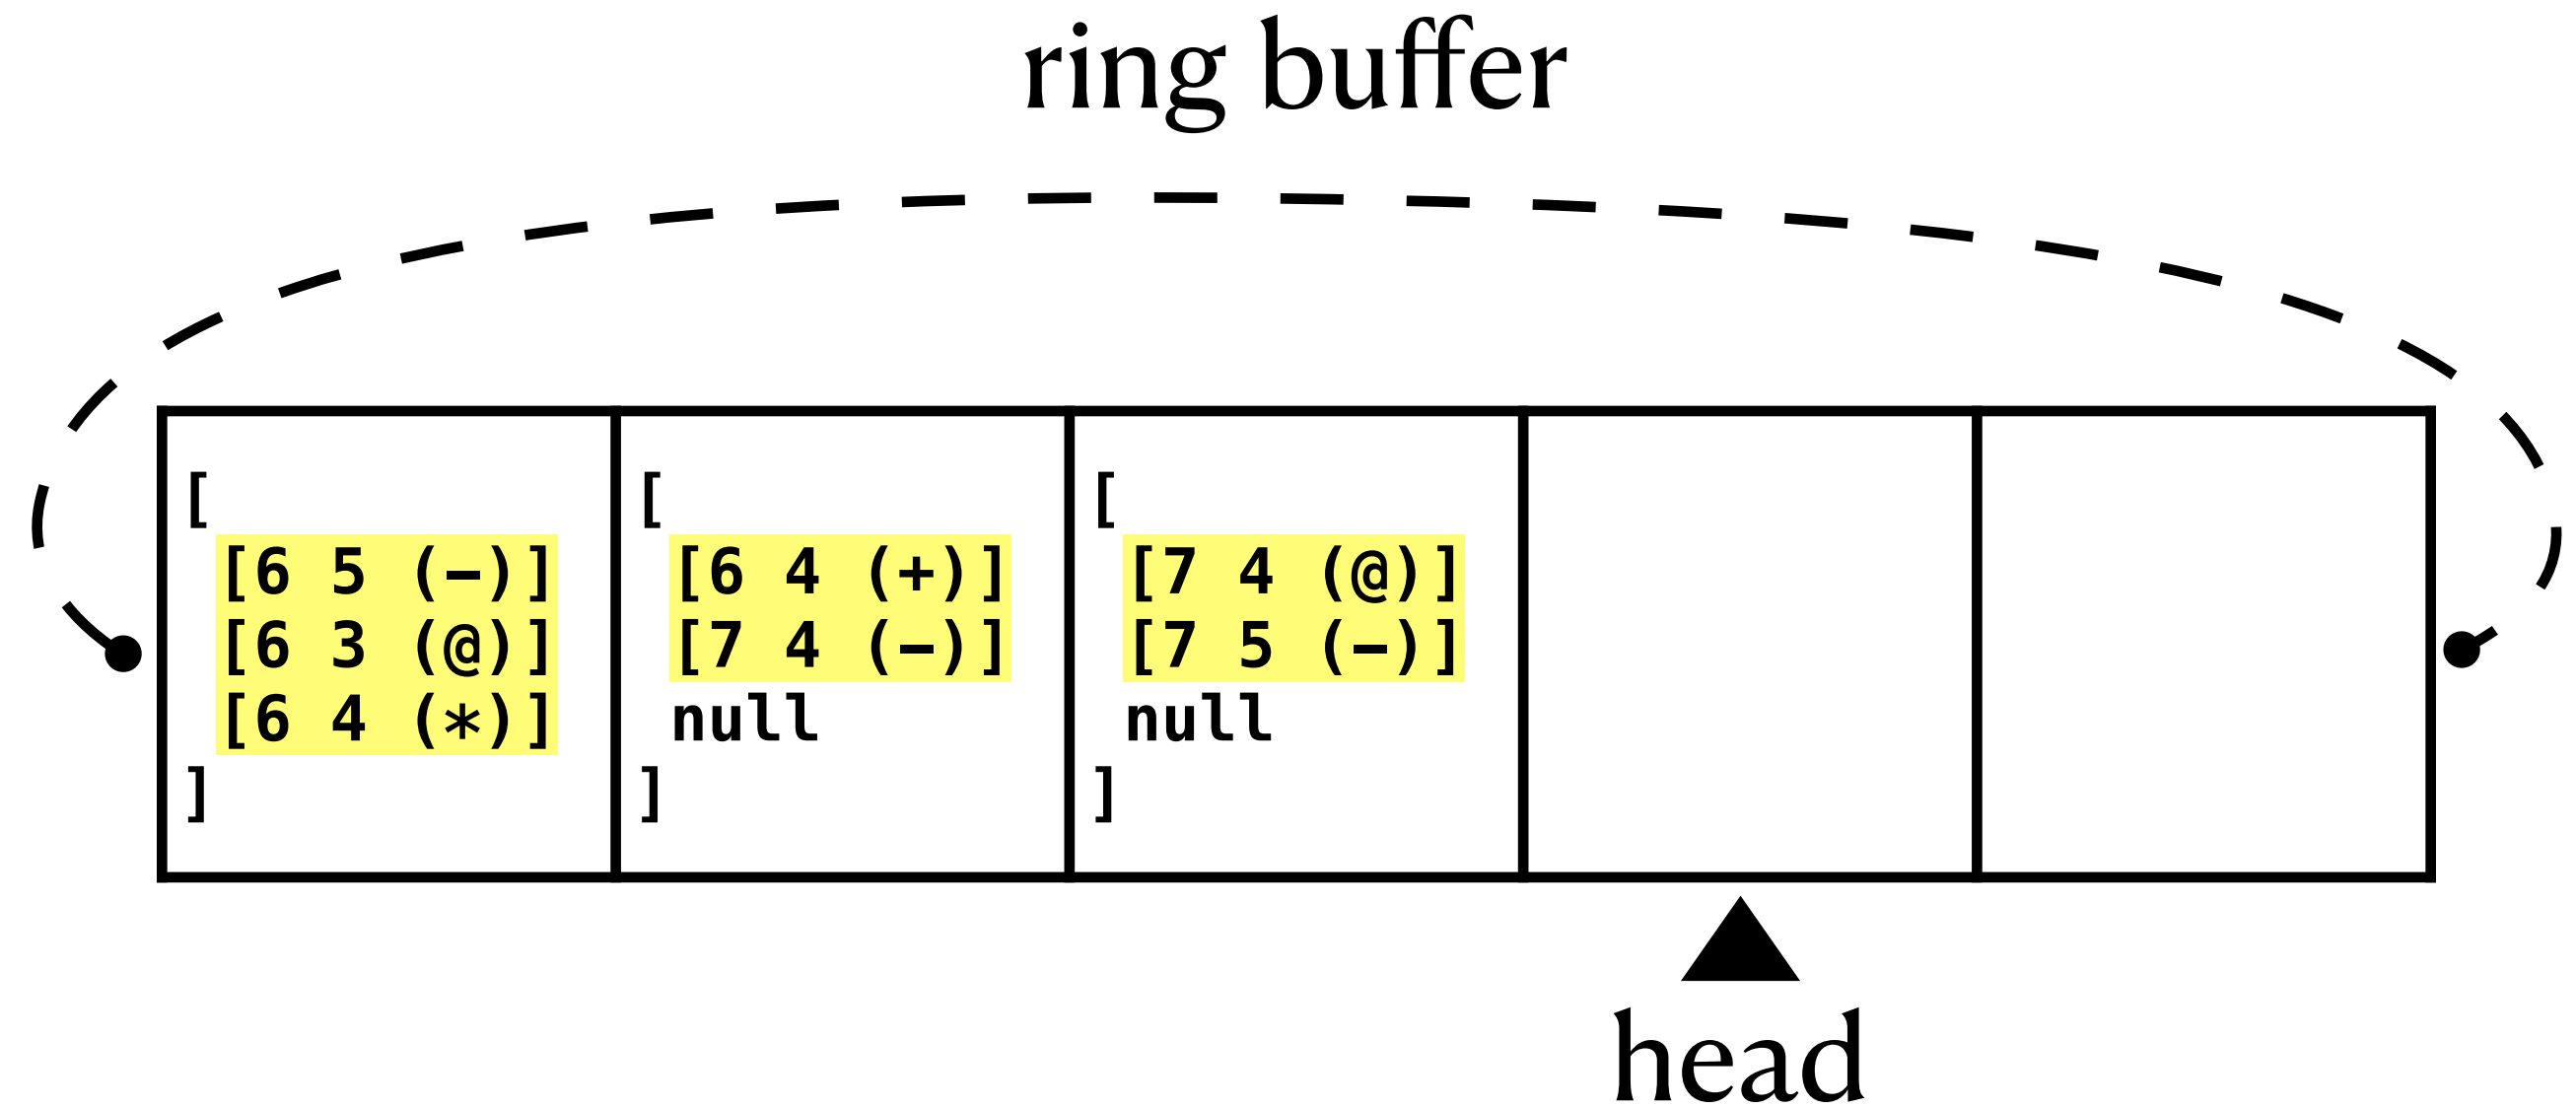 ring buffer
[
[6 5 (−)]
[6 3 (@)]
[6 4 (*)]
]
[
[6 4 (+)]
[7 4 (−)]
null
]
[
[7 4 (@)]
[7 5 (−)]
null
]
head